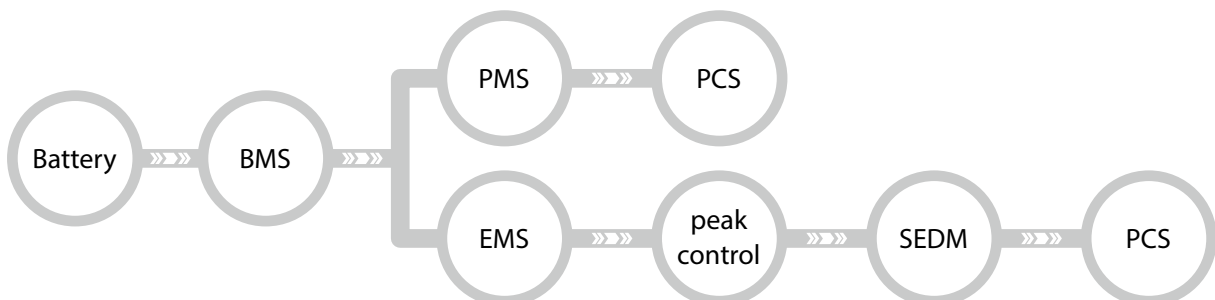 PMS
PCS
Battery
BMS
EMS
peak
control
SEDM
PCS